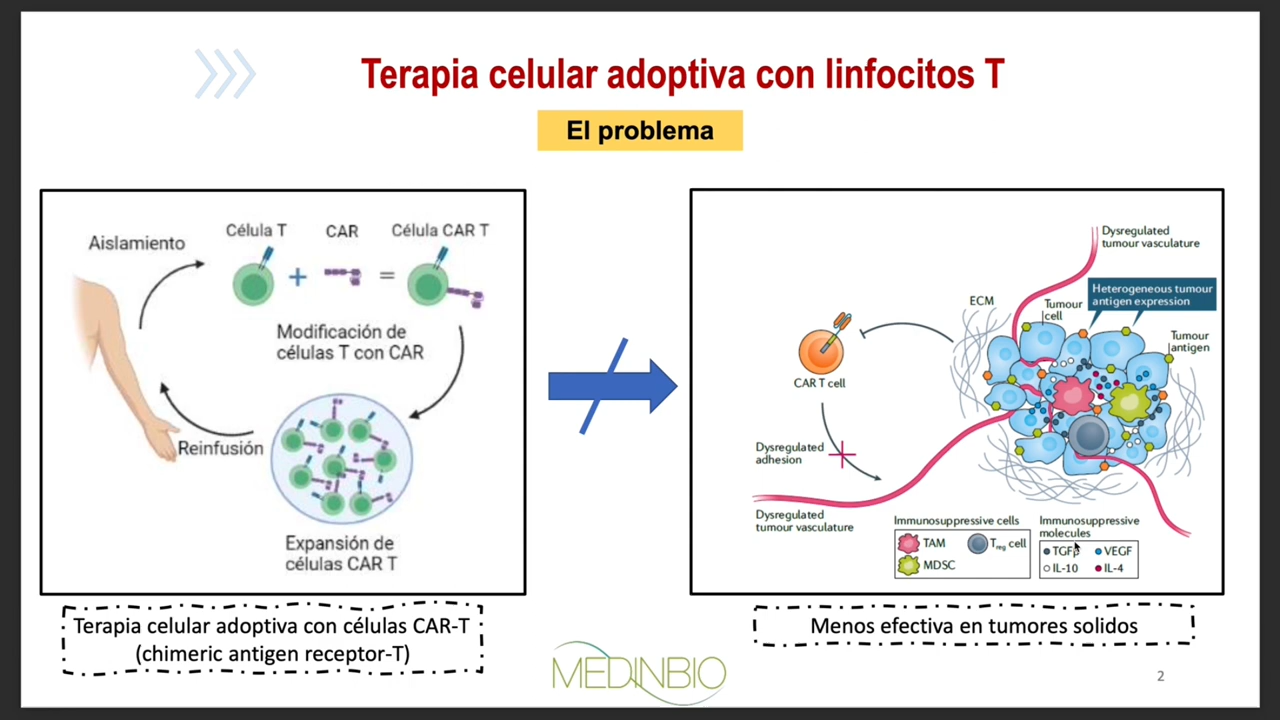 Terapia celular adoptiva con linfocitos T
El problema
Aislamiento
Célula T
CAR
Célula CAR T
+
=
Modificación de
células T con CAR
Reinfusión
Expansión de
células CAR T
Terapia celular adoptiva con células CAR-T
(chimeric antigen receptor-T)
Dysregulated
tumour vasculature
Heterogeneous tumour
antigen expression
ECM
Tumour
cell
Tumour
antigen
CAR T cell
Dysregulated
adhesion
Dysregulated
tumour vasculature
Immunosuppressive cells
TAM
Treg cell
MDSC
Immunosuppressive
molecules
TGFβ
VEGF
IL-10
IL-4
Menos efectiva en tumores solidos
MEDINBIO
2